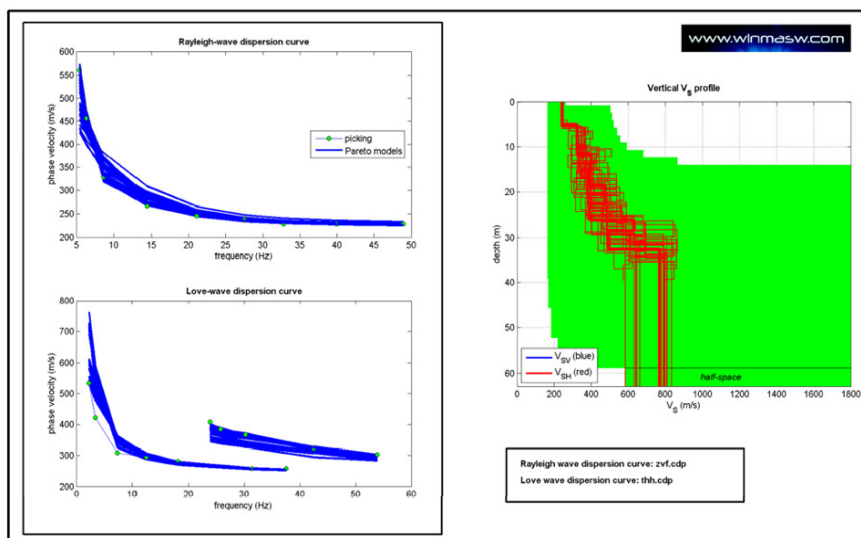 www.winmasw.com
Rayleigh-wave dispersion curve
600
550
500
450
400
350
300
250
200
phase velocity (m/s)
picking
Pareto models
5 10 15 20 25 30 35 40 45 50
frequency (Hz)
Love-wave dispersion curve
800
700
600
500
400
300
200
phase velocity (m/s)
0 10 20 30 40 50 60
frequency (Hz)
Vertical VS profile
0
10
20
30
40
50
60
depth (m)
VSV (blue)
VSH (red)
half-space
0 200 400 600 800 1000 1200 1400 1600 1800
VS (m/s)
Rayleigh wave dispersion curve: zvf.cdp
Love wave dispersion curve: thh.cdp